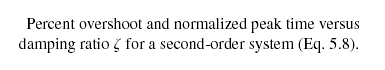 Percent overshoot and normalized peak time versus
damping ratio ζ for a second-order system (Eq. 5.8).